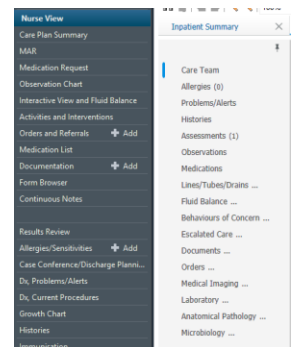 Nurse View
Care Plan Summary
MAR
Medication Request
Observation Chart
Interactive View and Fluid Balance
Activities and Interventions
Orders and Referrals + Add
Medication List
Documentation + Add
Form Browser
Continuous Notes
Results Review
Allergies/Sensitivities + Add
Case Conference/Discharge Planni...
Dx, Problems/Alerts
Dx, Current Procedures
Growth Chart
Histories
Immunisation
Inpatient Summary ×
Care Team
Allergies (0)
Problems/Alerts
Histories
Assessments (1)
Observations
Medications
Lines/Tubes/Drains ...
Fluid Balance ...
Behaviours of Concern ...
Escalated Care ...
Documents ...
Orders ...
Medical Imaging ...
Laboratory ...
Anatomical Pathology ...
Microbiology ...